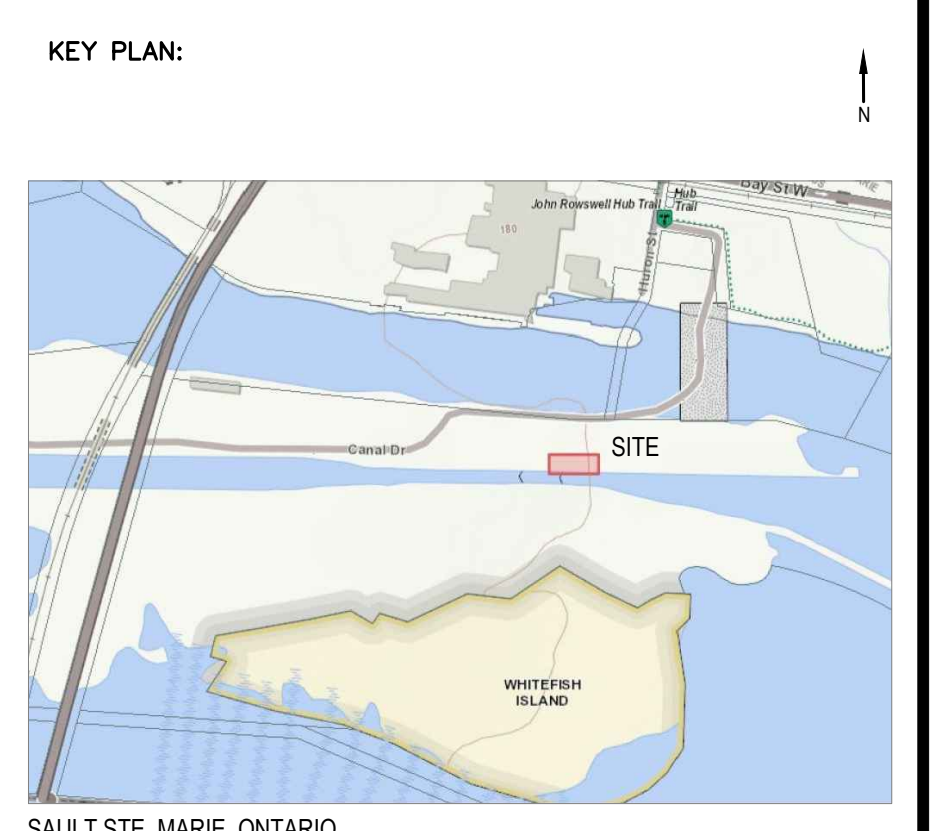 KEY PLAN:
N
Bay St W
John Rowswell Hub Trail
Hub
Trail
180
Huron St
Canal Dr
SITE
WHITEFISH
ISLAND
SAULT STE. MARIE, ONTARIO